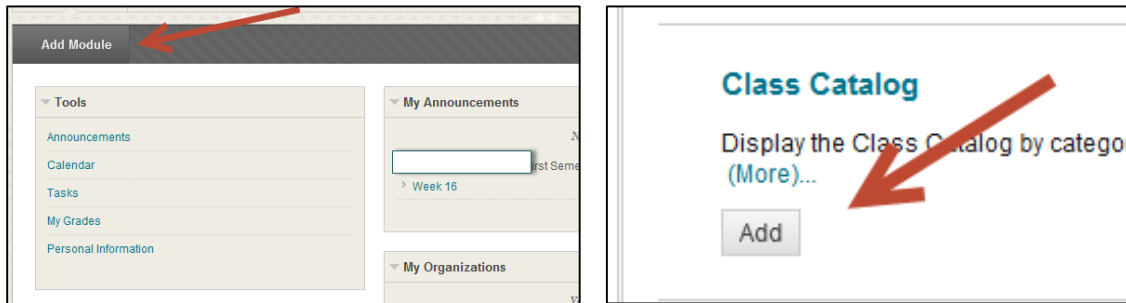 Add Module
Tools
Announcements
Calendar
Tasks
My Grades
Personal Information
My Announcements
Week 16
My Organizations
Class Catalog
Display the Class Catalog by
(More)...
Add